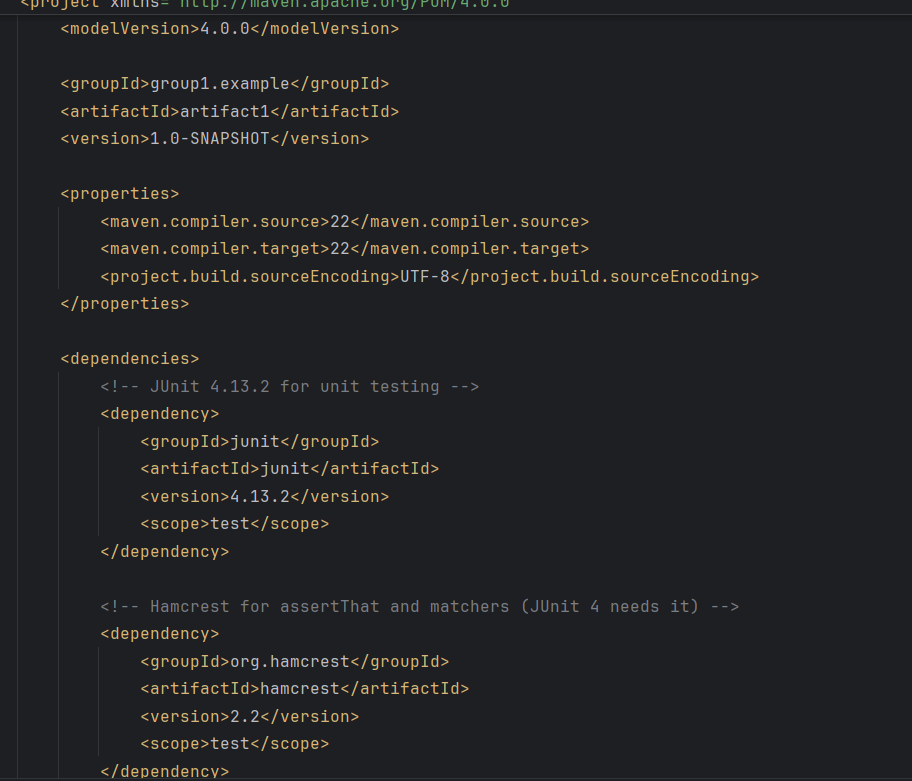 <project xmlns="http://maven.apache.org/POM/4.0.0"
<modelVersion>4.0.0</modelVersion>
<groupId>group1.example</groupId>
<artifactId>artifact1</artifactId>
<version>1.0-SNAPSHOT</version>
<properties>
<maven.compiler.source>22</maven.compiler.source>
<maven.compiler.target>22</maven.compiler.target>
<project.build.sourceEncoding>UTF-8</project.build.sourceEncoding>
</properties>
<dependencies>
<!-- JUnit 4.13.2 for unit testing -->
<dependency>
<groupId>junit</groupId>
<artifactId>junit</artifactId>
<version>4.13.2</version>
<scope>test</scope>
</dependency>
<!-- Hamcrest for assertThat and matchers (JUnit 4 needs it) -->
<dependency>
<groupId>org.hamcrest</groupId>
<artifactId>hamcrest</artifactId>
<version>2.2</version>
<scope>test</scope>
</dependency>